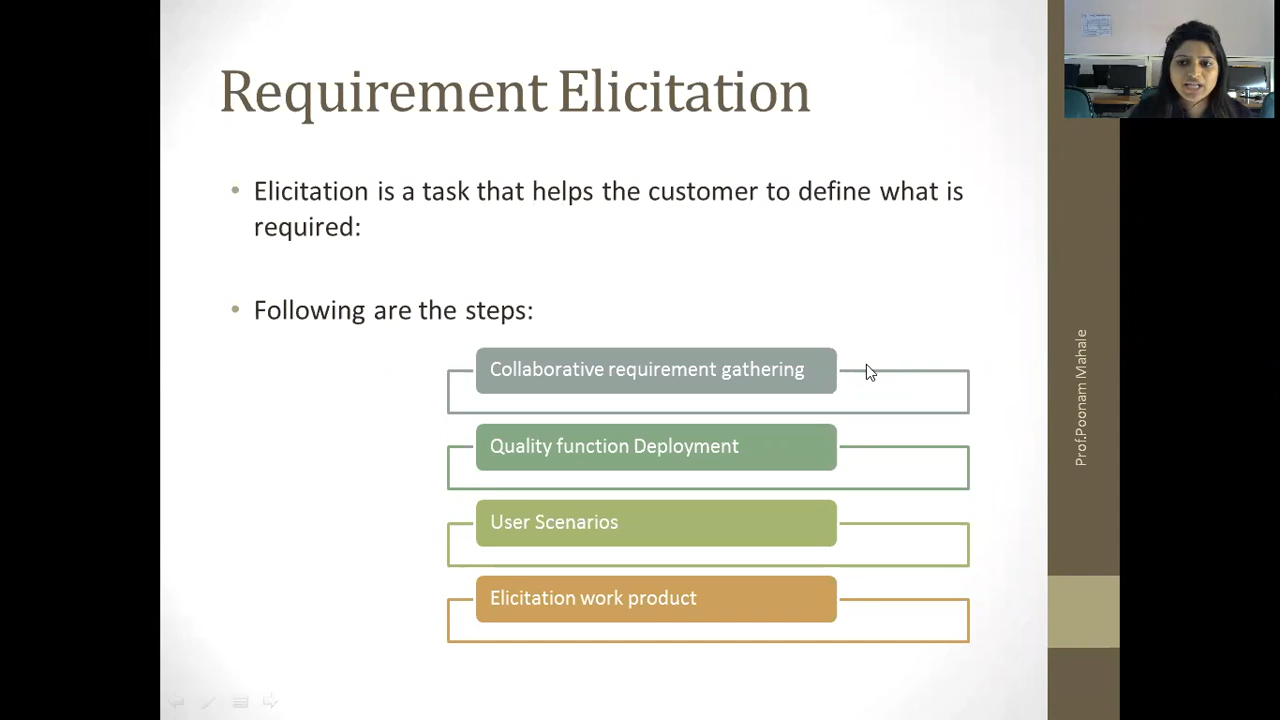 Requirement Elicitation
• Elicitation is a task that helps the customer to define what is
required:
• Following are the steps:
Collaborative requirement gathering
Quality function Deployment
User Scenarios
Elicitation work product
Prof.Poonam Mahale